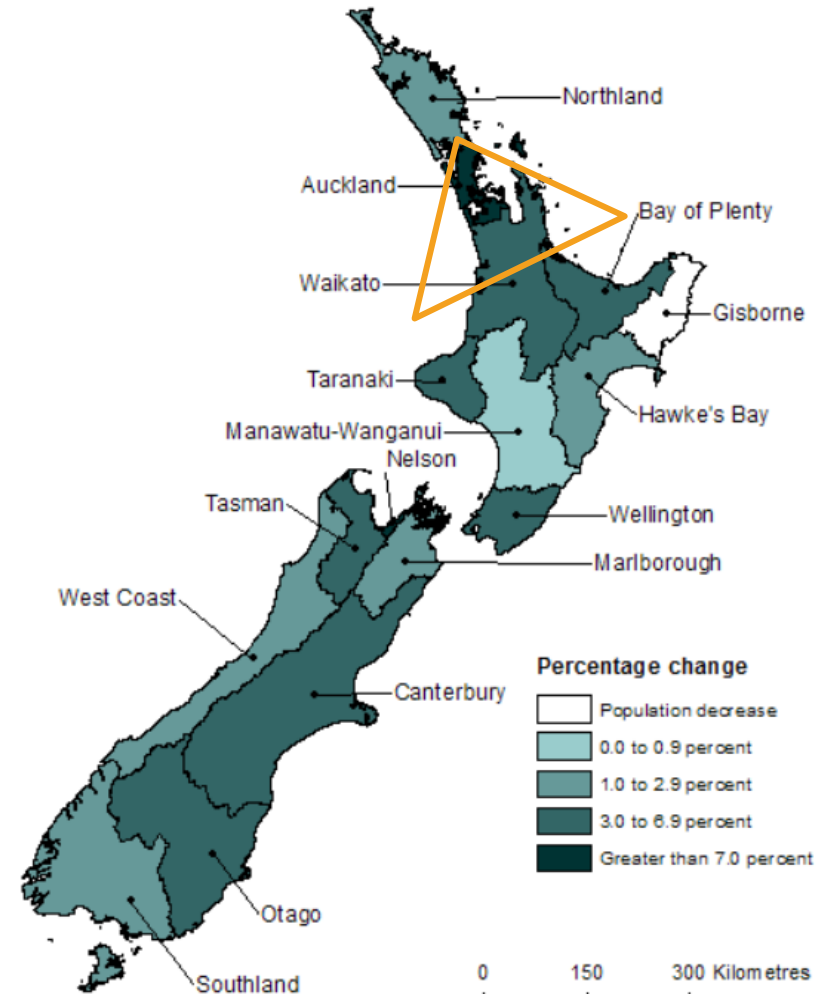 Northland
Auckland
Bay of Plenty
Waikato
Gisborne
Taranaki
Hawke's Bay
Manawatu-Wanganui
Nelson
Tasman
Wellington
Marlborough
West Coast
Percentage change
Canterbury
Population decrease
0.0 to 0.9 percent
1.0 to 2.9 percent
3.0 to 6.9 percent
Greater than 7.0 percent
Otago
0 150 300 Kilometres
Southland